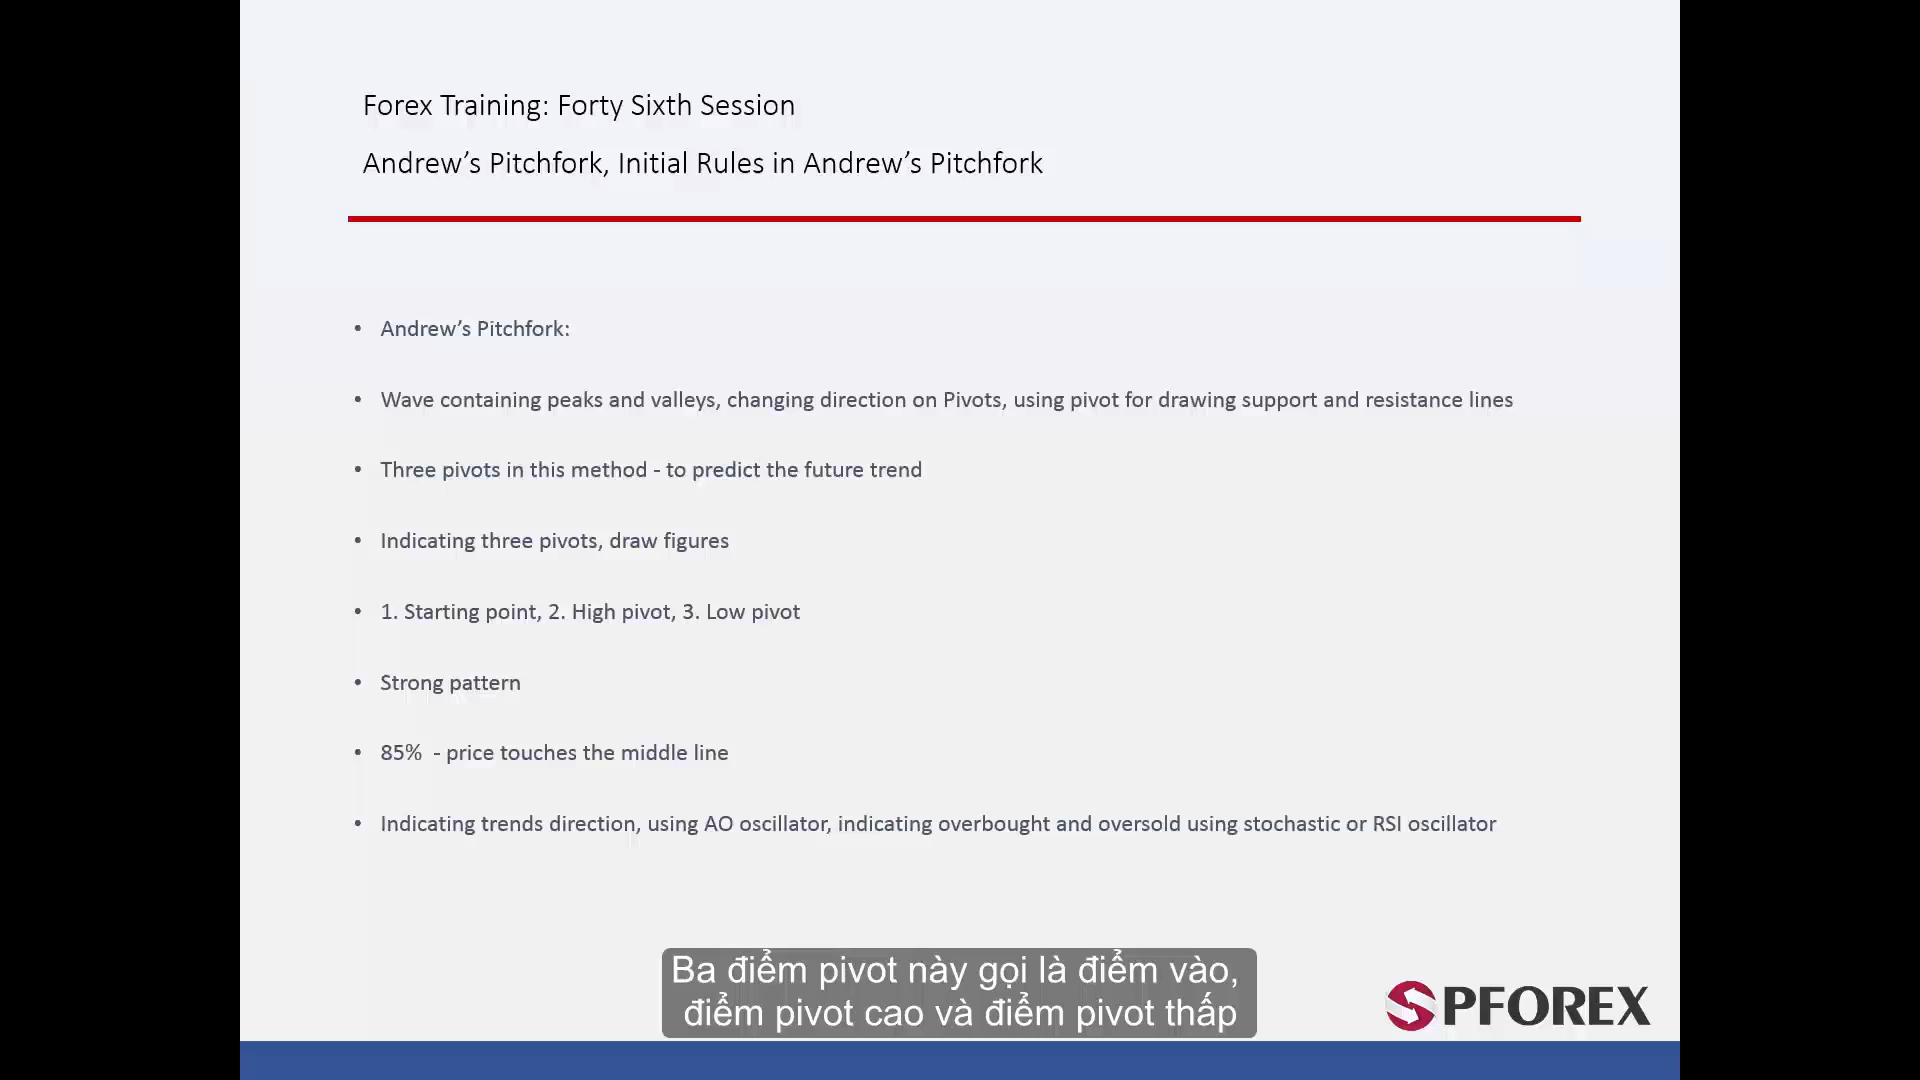 Forex Training: Forty Sixth Session
Andrew’s Pitchfork, Initial Rules in Andrew’s Pitchfork
• Andrew’s Pitchfork:
• Wave containing peaks and valleys, changing direction on Pivots, using pivot for drawing support and resistance lines
• Three pivots in this method - to predict the future trend
• Indicating three pivots, draw figures
• 1. Starting point, 2. High pivot, 3. Low pivot
• Strong pattern
• 85%  - price touches the middle line
• Indicating trends direction, using AO oscillator, indicating overbought and oversold using stochastic or RSI oscillator
Ba điểm pivot này gọi là điểm vào,
điểm pivot cao và điểm pivot thấp
SPFOREX